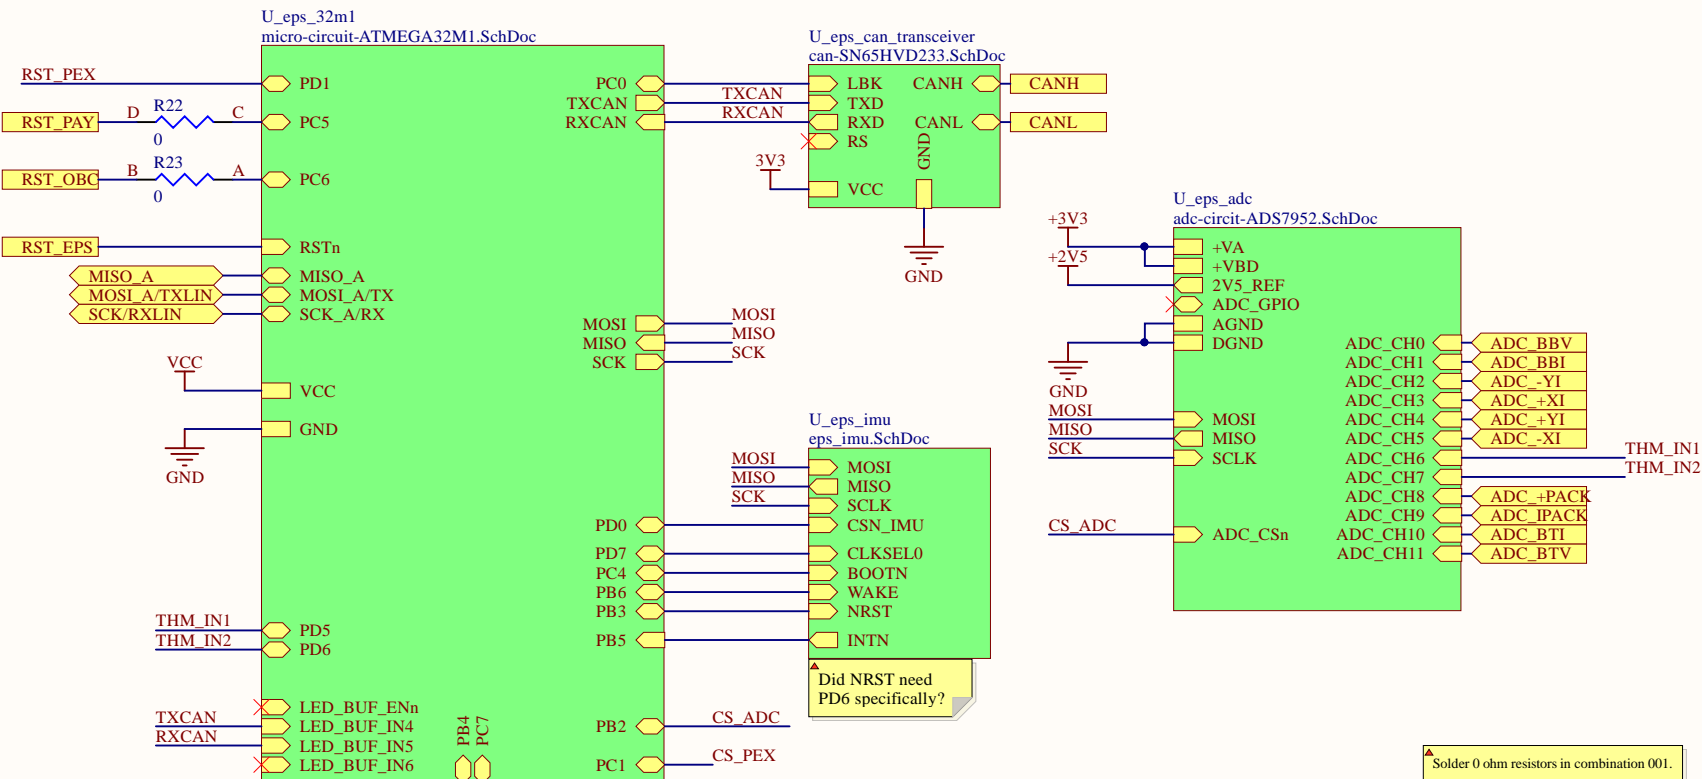 U_eps_32m1
micro-circuit-ATMEGA32M1.SchDoc
RST_PEX
PD1
RST_PAY
D
R22
C
0
PC5
RST_OBC
B
R23
A
0
PC6
RST_EPS
RSTn
MISO_A
MISO_A
MOSI_A/TXLIN
MOSI_A/TX
SCK/RXLIN
SCK_A/RX
VCC
VCC
GND
GND
THM_IN1
PD5
THM_IN2
PD6
LED_BUF_ENn
TXCAN
LED_BUF_IN4
RXCAN
LED_BUF_IN5
LED_BUF_IN6
PB4
PC7
PC0
TXCAN
TXCAN
RXCAN
RXCAN
MOSI
MOSI
MISO
MISO
SCK
SCK
PD0
PD7
PC4
PB6
PB3
PB5
PB2
CS_ADC
PC1
CS_PEX
U_eps_can_transceiver
can-SN65HVD233.SchDoc
LBK
TXD
RXD
RS
3V3
VCC
CANH
CANH
CANL
CANL
GND
GND
U_eps_imu
eps_imu.SchDoc
MOSI
MOSI
MISO
MISO
SCK
SCLK
CSN_IMU
CLKSEL0
BOOTN
WAKE
NRST
INTN
Did NRST need
PD6 specifically?
U_eps_adc
adc-circit-ADS7952.SchDoc
+3V3
+VA
+VBD
+2V5
2V5_REF
ADC_GPIO
AGND
DGND
GND
MOSI
MOSI
MISO
MISO
SCK
SCLK
CS_ADC
ADC_CSn
ADC_CH0
ADC_BBV
ADC_CH1
ADC_BBI
ADC_CH2
ADC_-YI
ADC_CH3
ADC_+XI
ADC_CH4
ADC_+YI
ADC_CH5
ADC_-XI
ADC_CH6
THM_IN1
ADC_CH7
THM_IN2
ADC_CH8
ADC_+PACK
ADC_CH9
ADC_IPACK
ADC_CH10
ADC_BTI
ADC_CH11
ADC_BTV
Solder 0 ohm resistors in combination 001.